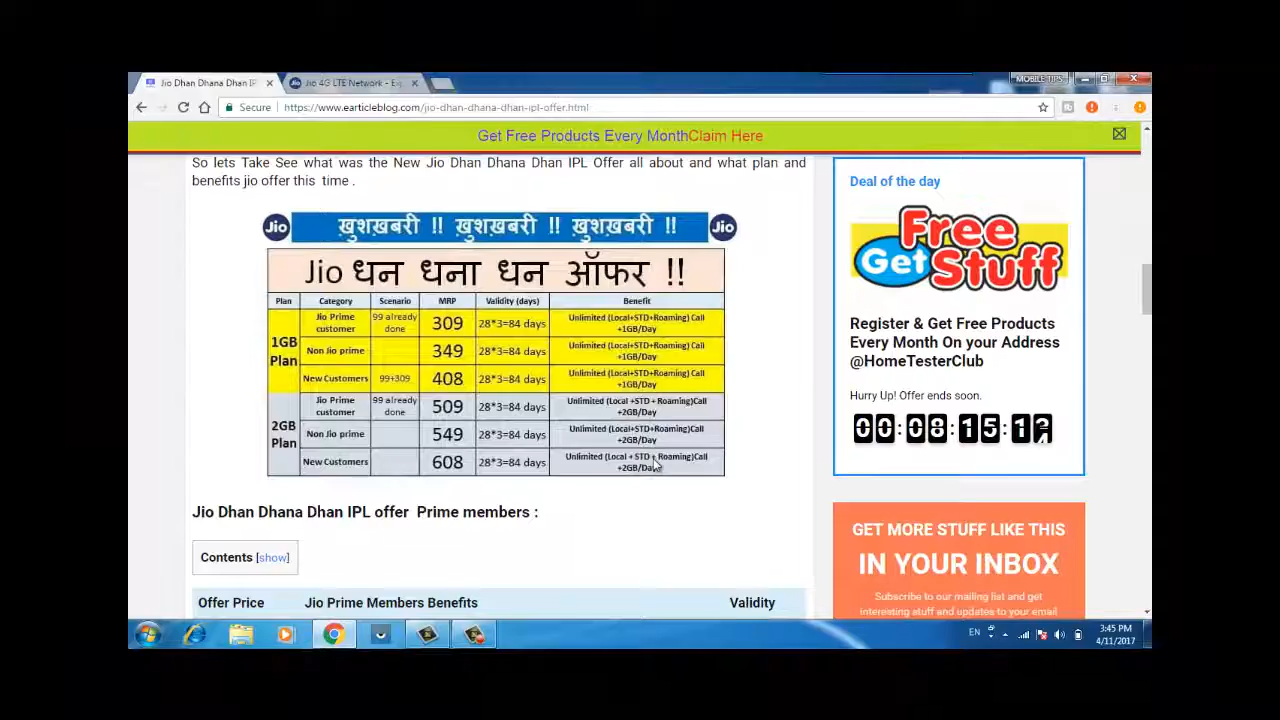 Jio Dhan Dhana Dhan IP
Jio 4G LTE Network - Ex
MOBILE TIPS
Secure
https://www.earticleblog.com/jio-dhan-dhana-dhan-ipl-offer.html
Get Free Products Every MonthClaim Here
So lets Take See what was the New Jio Dhan Dhana Dhan IPL Offer all about and what plan and
benefits jio offer this time .
Jio ख़ुशख़बरी !! ख़ुशख़बरी !! ख़ुशख़बरी !! Jio
Jio धन धना धन ऑफर !!
Plan Category Scenario MRP Validity (days) Benefit
1GB Plan
Jio Prime customer 99 already done 309 28*3=84 days Unlimited (Local+STD+Roaming) Call +1GB/Day
Non Jio prime 349 28*3=84 days Unlimited (Local+STD+Roaming) Call +1GB/Day
New Customers 99+309 408 28*3=84 days Unlimited (Local+STD+Roaming) Call +1GB/Day
2GB Plan
Jio Prime customer 99 already done 509 28*3=84 days Unlimited (Local +STD + Roaming)Call +2GB/Day
Non Jio prime 549 28*3=84 days Unlimited (Local+STD+Roaming)Call +2GB/Day
New Customers 608 28*3=84 days Unlimited (Local + STD + Roaming)Call +2GB/Day
Jio Dhan Dhana Dhan IPL offer Prime members :
Contents [show]
Offer Price Jio Prime Members Benefits Validity
Deal of the day
Free
Get Stuff
Register & Get Free Products
Every Month On your Address
@HomeTesterClub
Hurry Up! Offer ends soon.
00:08:15:1
GET MORE STUFF LIKE THIS
IN YOUR INBOX
Subscribe to our mailing list and get
interesting stuff and updates to your email
EN
3:45 PM
4/11/2017